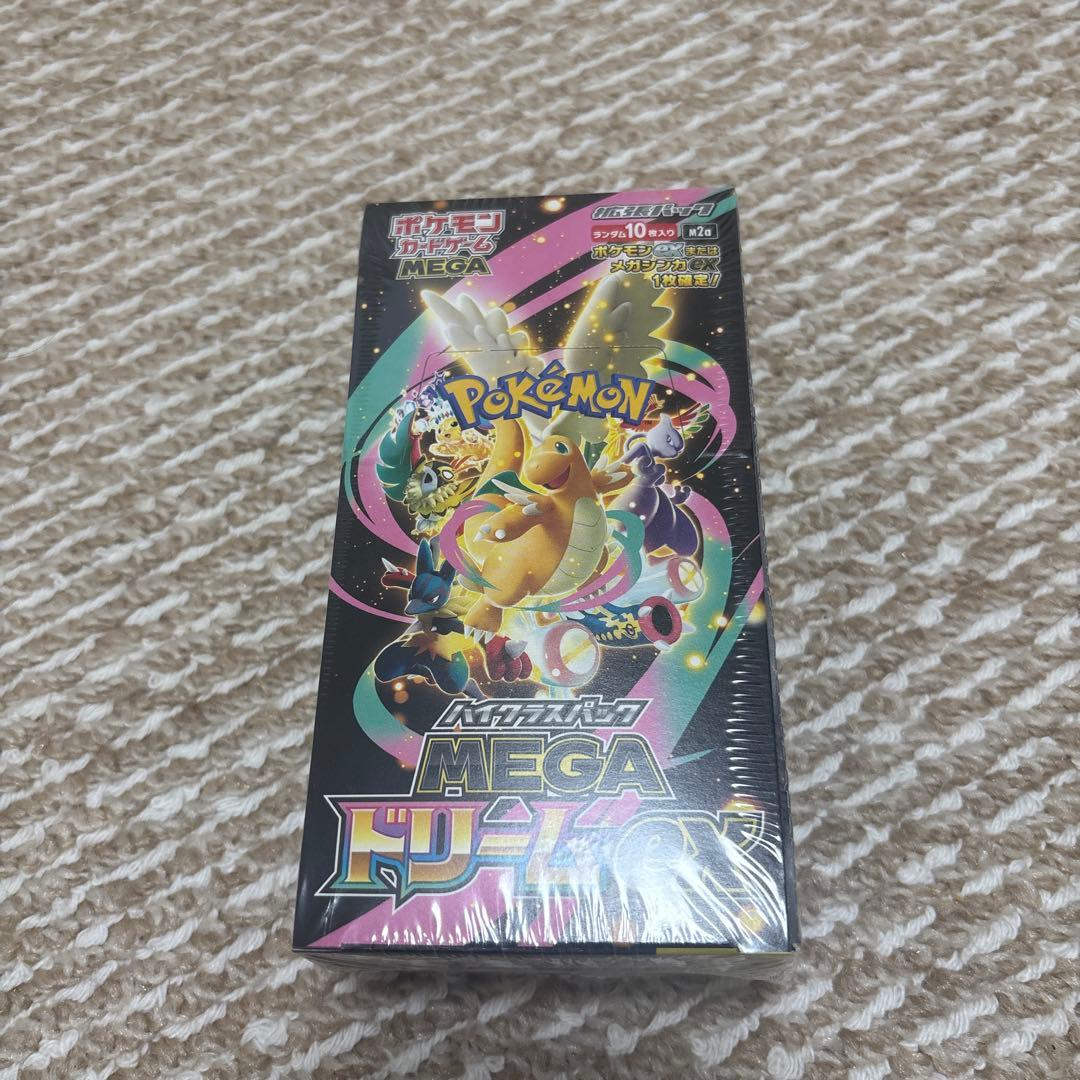 ポケモン
カードゲーム
MEGA
拡張パック
ランダム10枚入り M2a
ポケモンexまたは
メガシンカex
1枚確定!
POKéMON
ハイクラスパック
MEGA
ドリームex